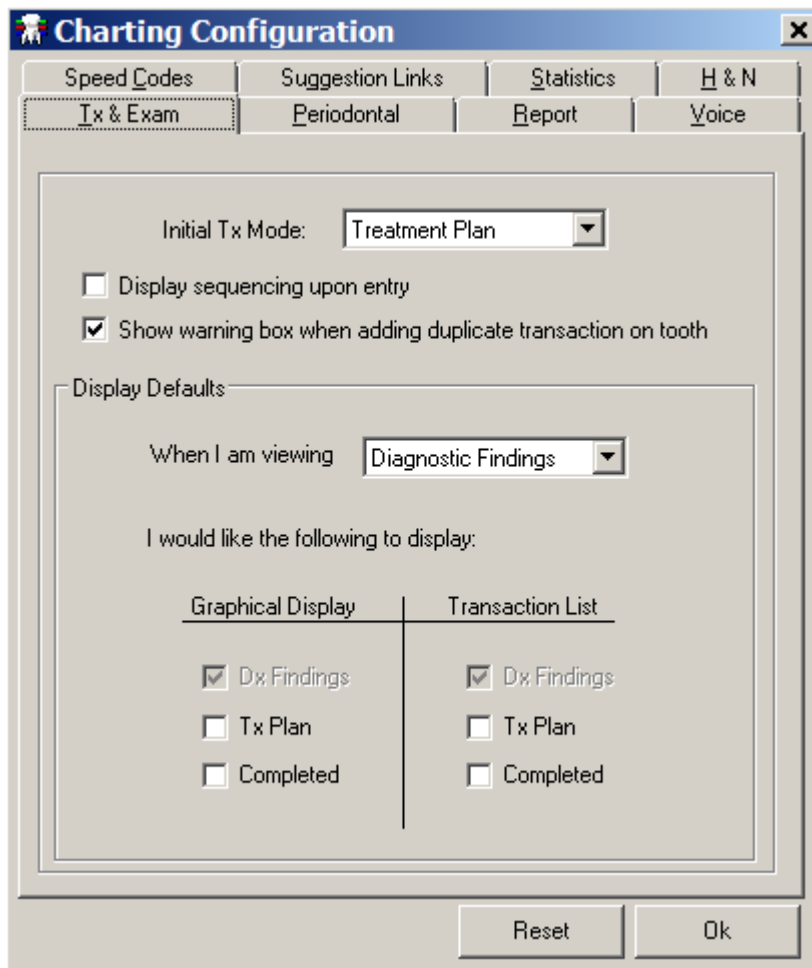 Charting Configuration
Speed Codes Suggestion Links Statistics H & N
Tx & Exam Periodontal Report Voice
Initial Tx Mode: Treatment Plan
Display sequencing upon entry
Show warning box when adding duplicate transaction on tooth
Display Defaults
When I am viewing Diagnostic Findings
I would like the following to display:
Graphical Display Transaction List
Dx Findings Dx Findings
Tx Plan Tx Plan
Completed Completed
Reset Ok